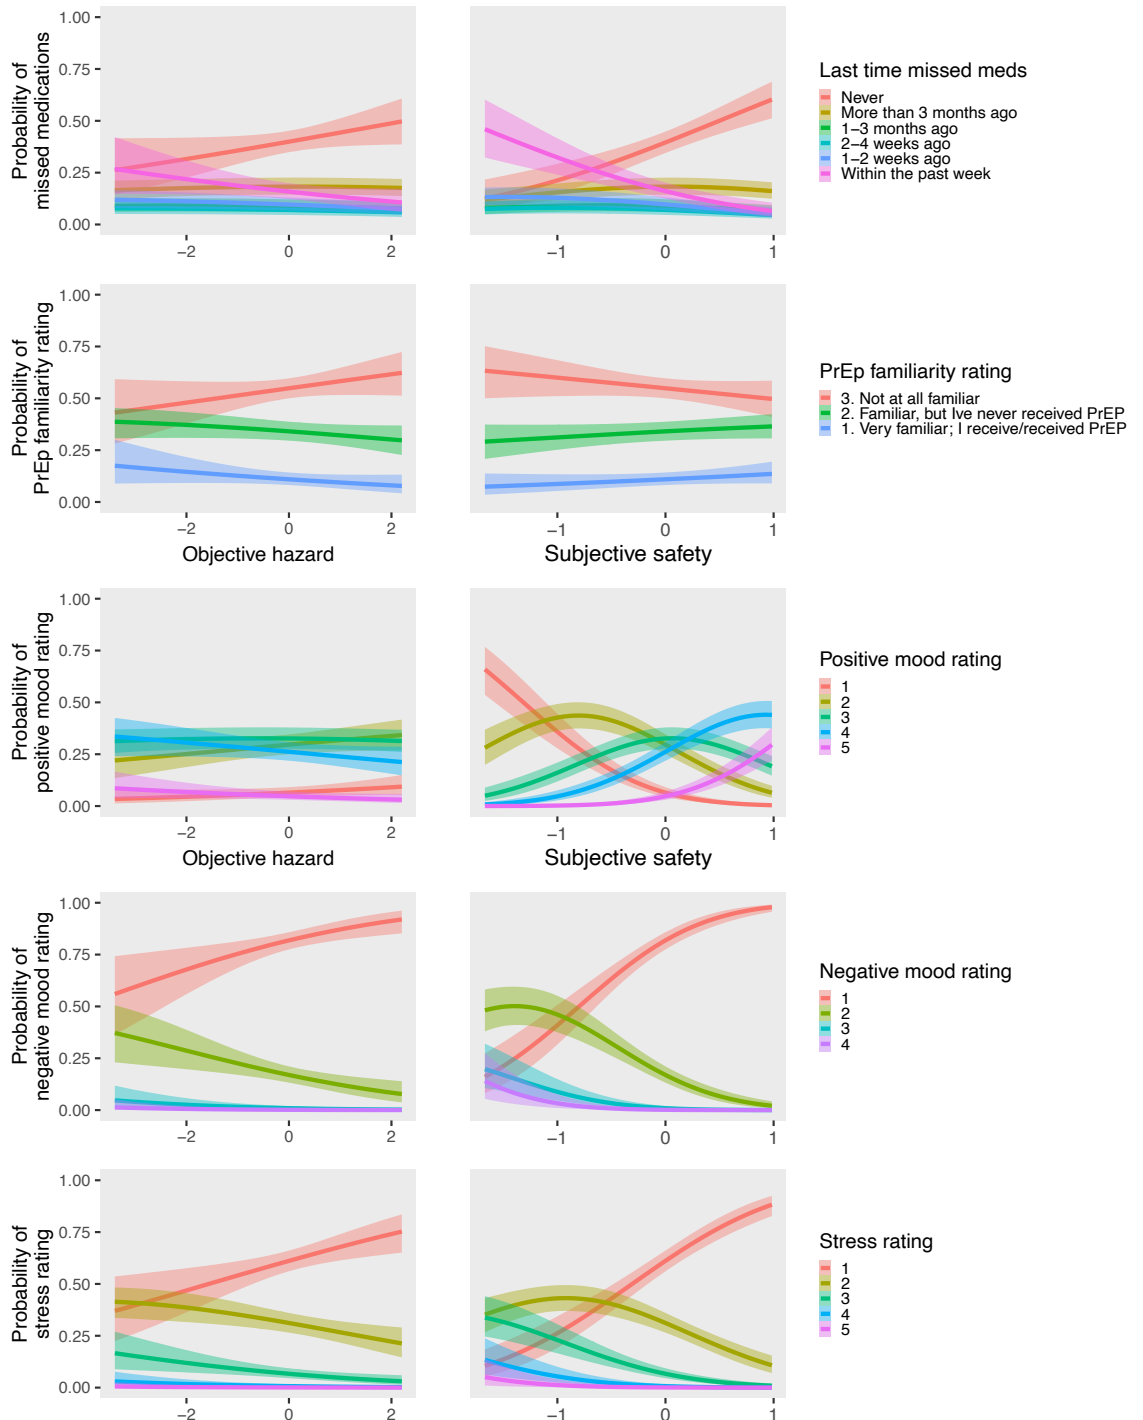 Probability of
missed medications
1.00
0.75
0.50
0.25
0.00
−2
0
2
−1
0
1
Last time missed meds
Never
More than 3 months ago
1−3 months ago
2−4 weeks ago
1−2 weeks ago
Within the past week
Probability of
PrEp familiarity rating
1.00
0.75
0.50
0.25
0.00
−2
0
2
Objective hazard
−1
0
1
Subjective safety
PrEp familiarity rating
3. Not at all familiar
2. Familiar, but Ive never received PrEP
1. Very familiar; I receive/received PrEP
Probability of
positive mood rating
1.00
0.75
0.50
0.25
0.00
−2
0
2
Objective hazard
−1
0
1
Subjective safety
Positive mood rating
1
2
3
4
5
Probability of
negative mood rating
1.00
0.75
0.50
0.25
0.00
−2
0
2
−1
0
1
Negative mood rating
1
2
3
4
Probability of
stress rating
1.00
0.75
0.50
0.25
0.00
−2
0
2
−1
0
1
Stress rating
1
2
3
4
5